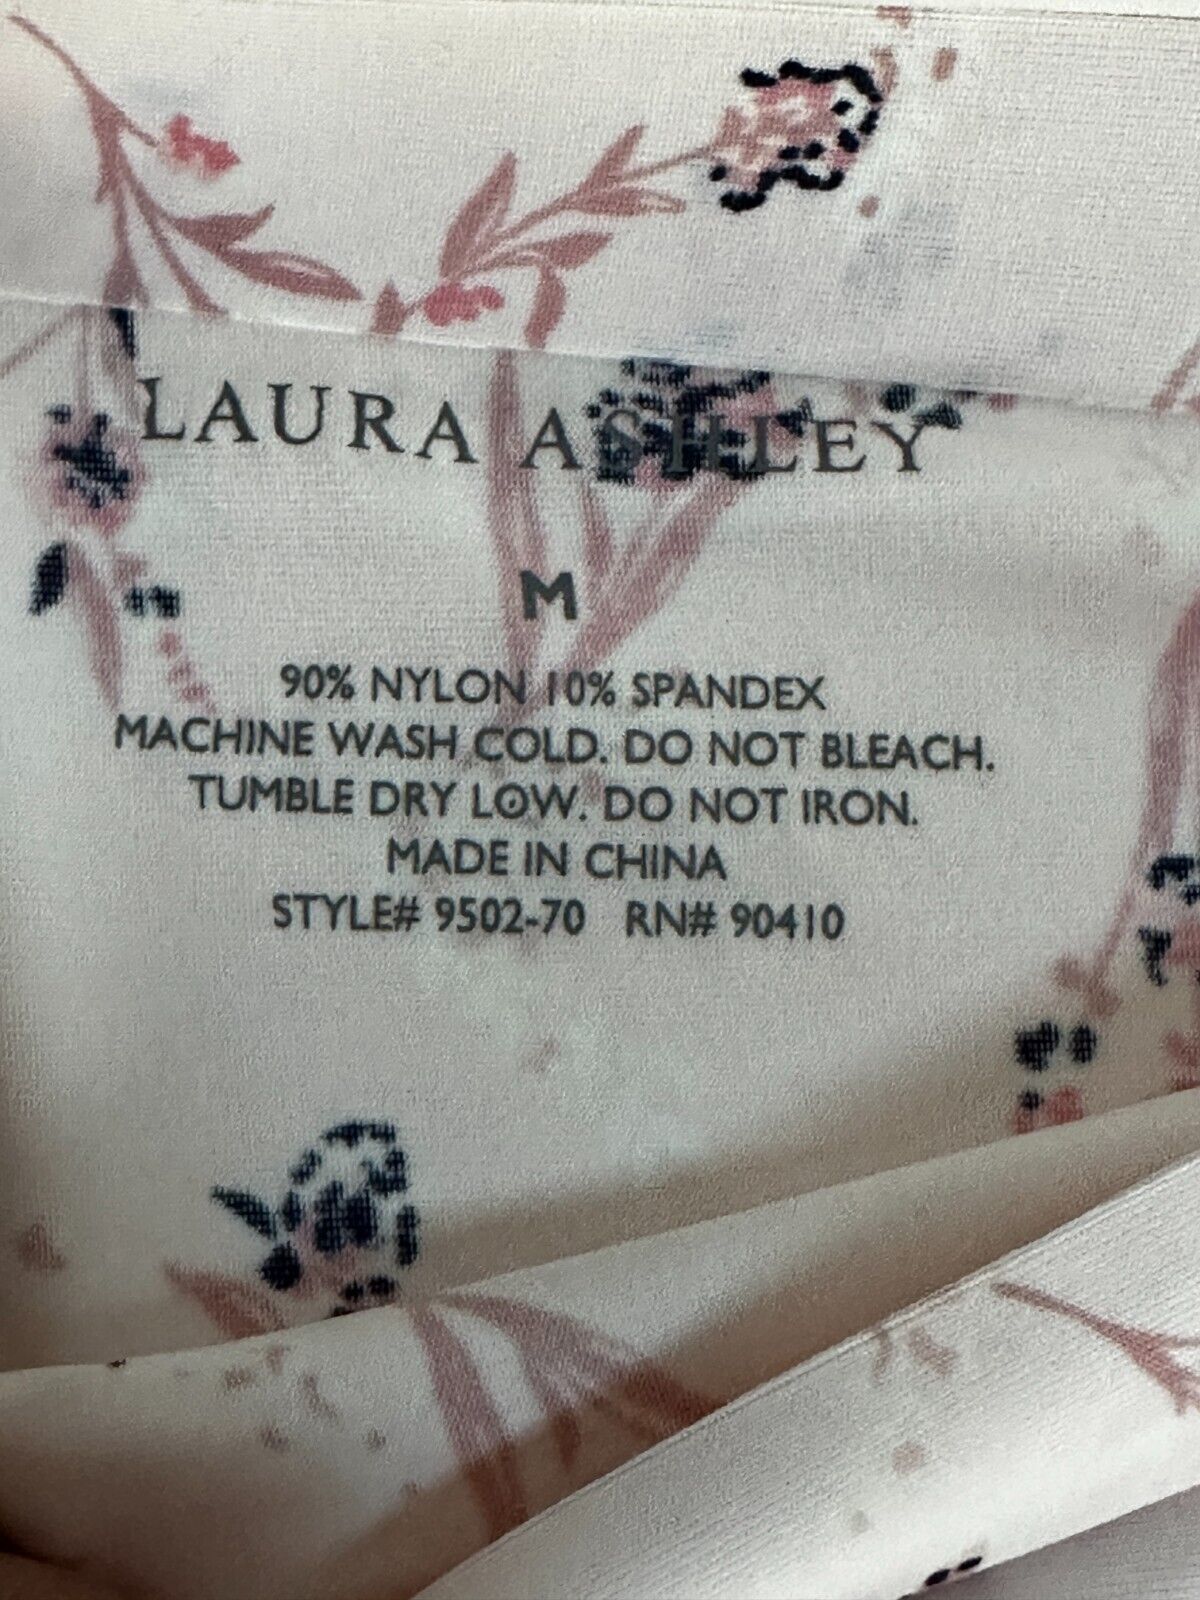 LAURA ASHLEY
M
90% NYLON 10% SPANDEX
MACHINE WASH COLD. DO NOT BLEACH.
TUMBLE DRY LOW. DO NOT IRON.
MADE IN CHINA
STYLE# 9502-70 RN# 90410